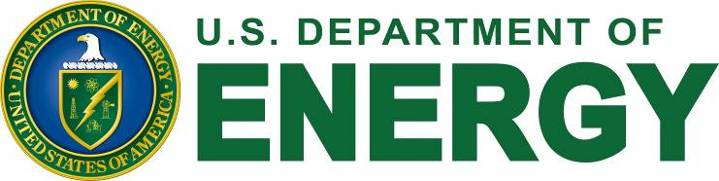 DEPARTMENT OF ENERGY
UNITED STATES OF AMERICA
U.S. DEPARTMENT OF
ENERGY